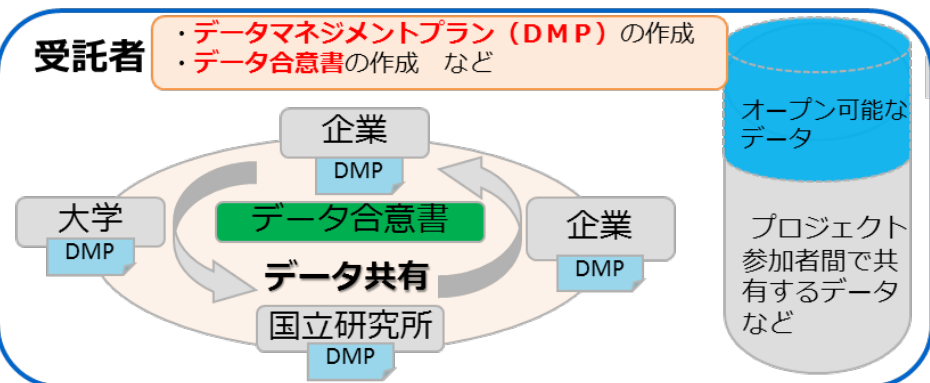 受託者
・データマネジメントプラン（DMP）の作成
・データ合意書の作成　など
企業
DMP
大学
DMP
データ合意書
企業
DMP
データ共有
国立研究所
DMP
オープン可能な
データ
プロジェクト
参加者間で共
有するデータ
など